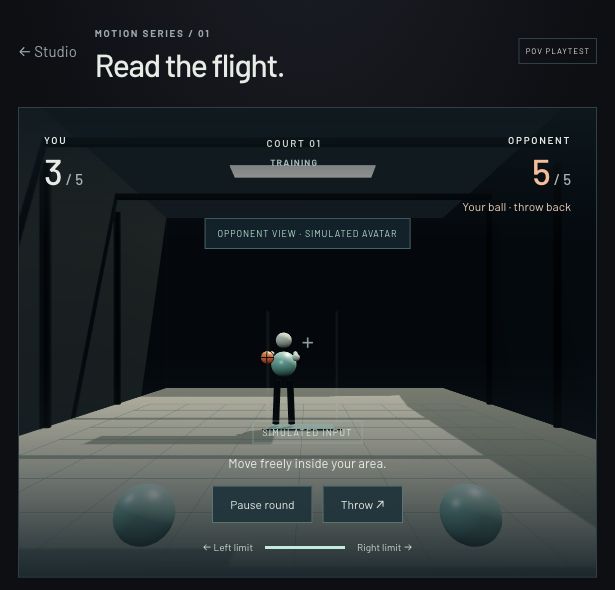 MOTION SERIES / 01
← Studio
Read the flight.
POV PLAYTEST
YOU
3 / 5
COURT 01
TRAINING
OPPONENT
5 / 5
Your ball · throw back
OPPONENT VIEW · SIMULATED AVATAR
SIMULATED INPUT
Move freely inside your area.
Pause round
Throw ↗
← Left limit
Right limit →